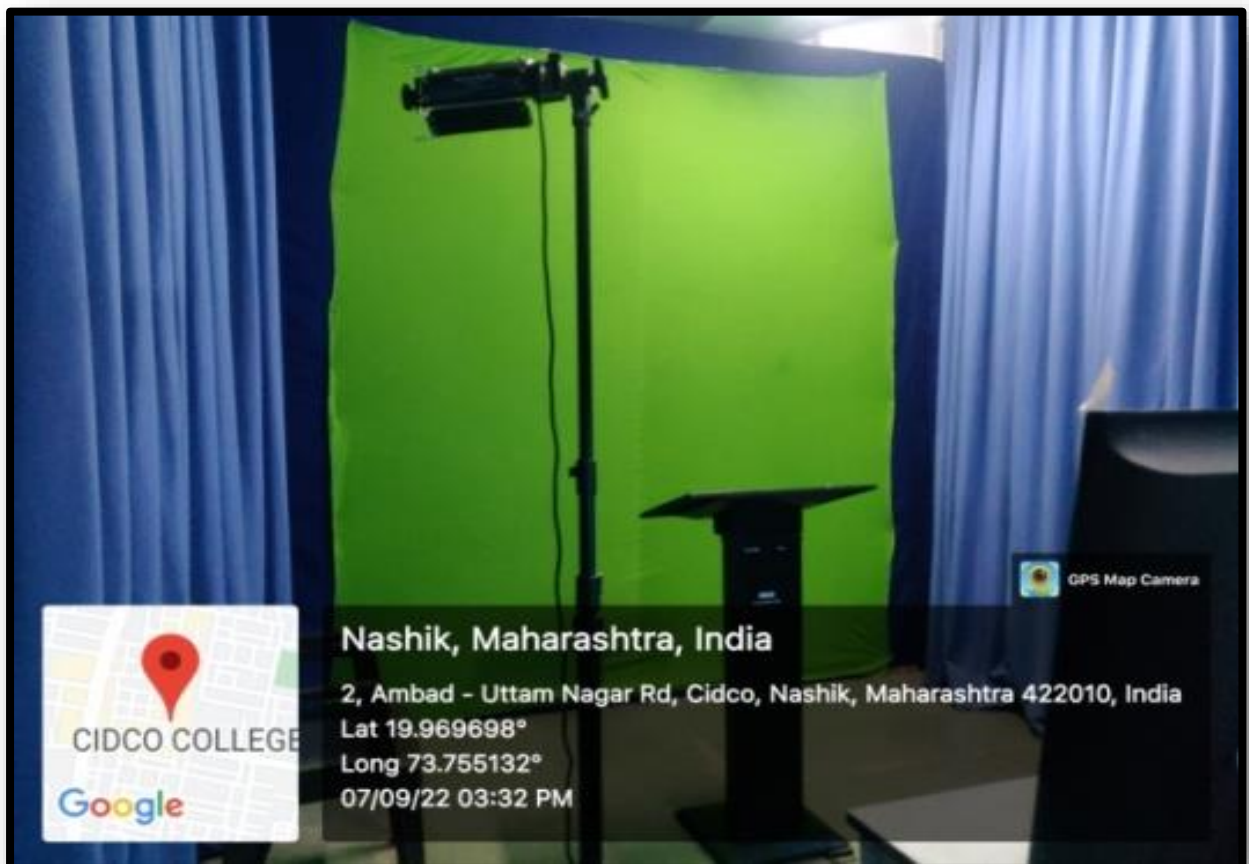 GPS Map Camera
Nashik, Maharashtra, India
2, Ambad - Uttam Nagar Rd, Cidco, Nashik, Maharashtra 422010, India
Lat 19.969698°
Long 73.755132°
07/09/22 03:32 PM
CIDCO COLLEGE
Google